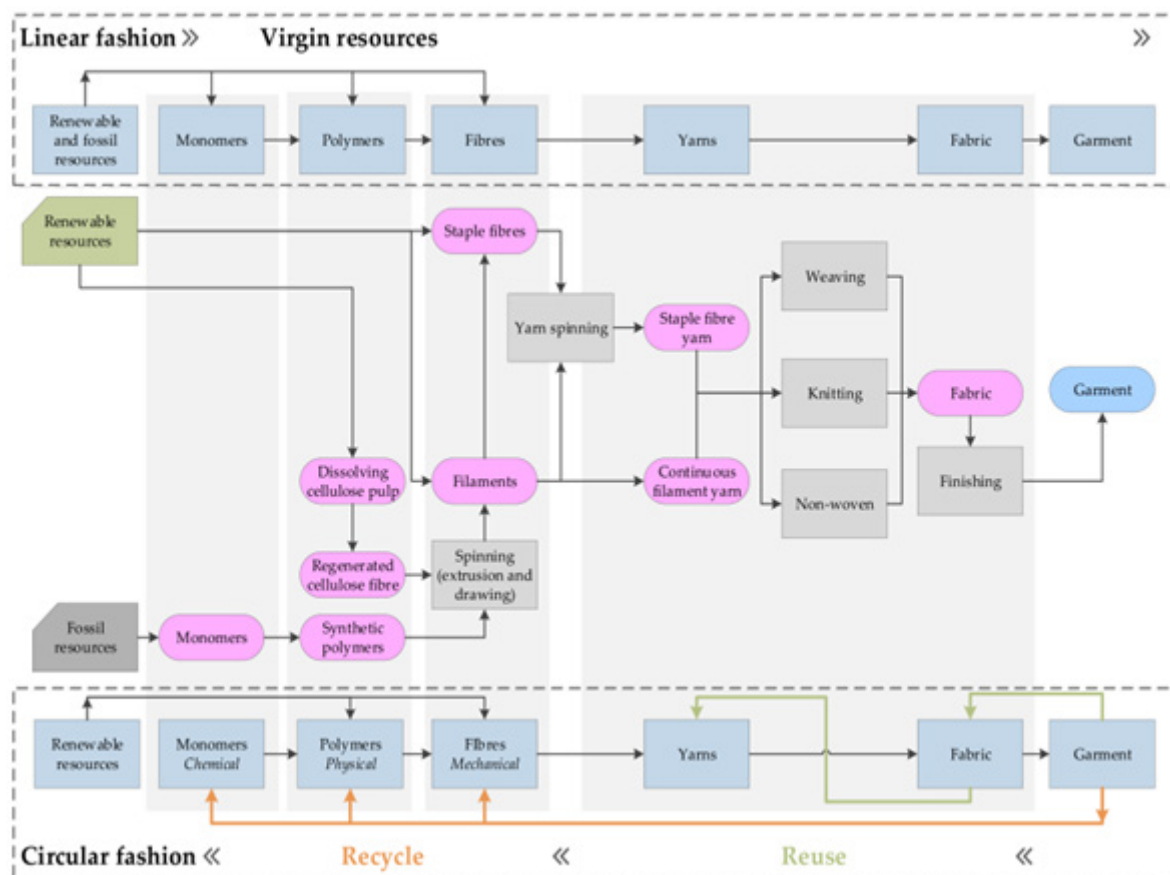 Linear fashion »
Virgin resources
»
Renewable
and fossil
resources
Monomers
Polymers
Fibres
Yarns
Fabric
Garment
Renewable
resources
Staple fibres
Weaving
Yarn spinning
Staple fibre
yarn
Knitting
Fabric
Garment
Dissolving
cellulose pulp
Filaments
Continuous
filament yarn
Non-woven
Finishing
Regenerated
cellulose fibre
Spinning
(extrusion and
drawing)
Fossil
resources
Monomers
Synthetic
polymers
Renewable
resources
Monomers
Chemical
Polymers
Physical
FIbres
Mechanical
Yarns
Fabric
Garment
Circular fashion «
Recycle
«
Reuse
«